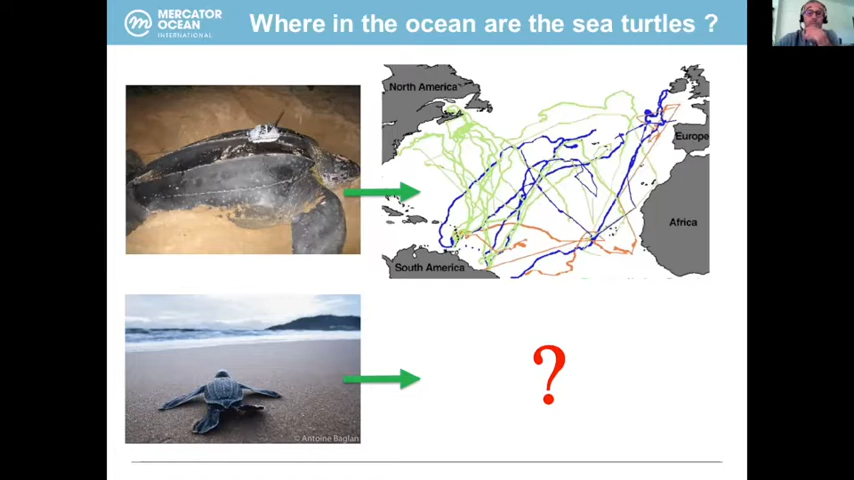 MERCATOR
OCEAN
INTERNATIONAL
Where in the ocean are the sea turtles ?
North America
Europe
Africa
South America
?
© Antoine Baglan